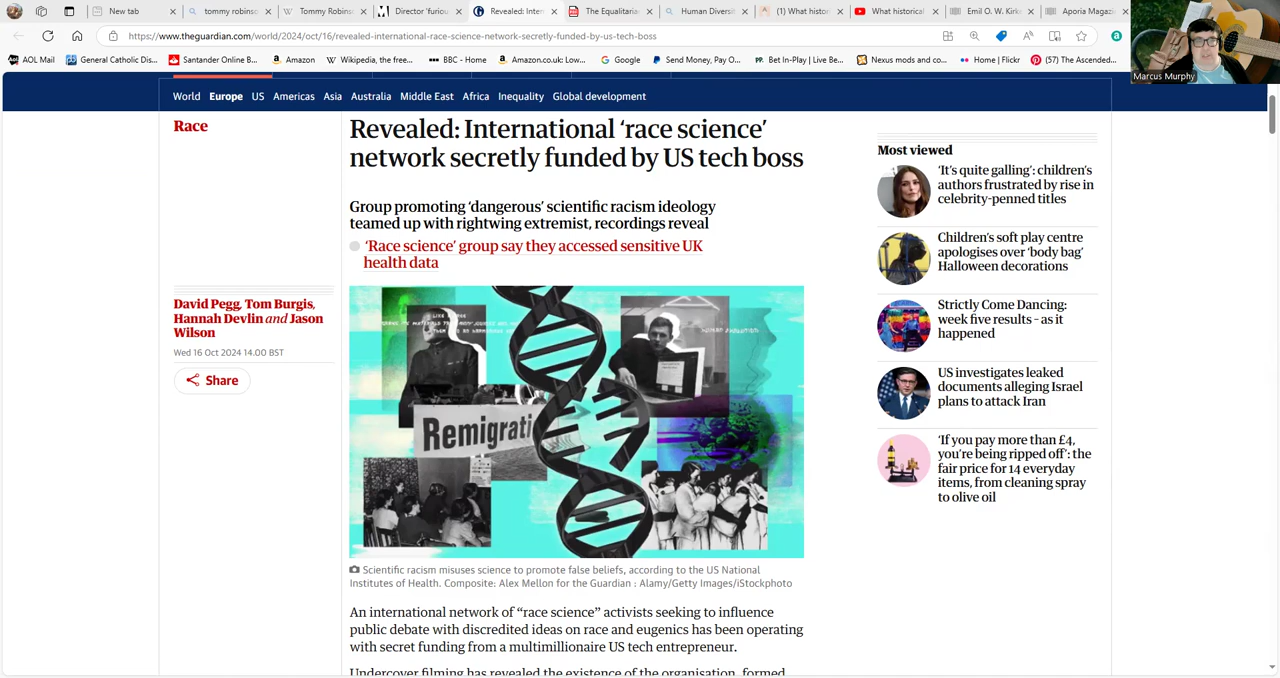 New tab
tommy robinso
Tommy Robins
Director 'furiou
Revealed: Inter
The Equalitaria
Human Diversi
(1) What histor
What historical
Emil O. W. Kirk
Aporia Magazi
https://www.theguardian.com/world/2024/oct/16/revealed-international-race-science-network-secretly-funded-by-us-tech-boss
AOL Mail
General Catholic Dis...
Santander Online B...
Amazon
Wikipedia, the free...
BBC - Home
Amazon.co.uk: Low...
Google
Send Money, Pay O...
Bet In-Play | Live Be...
Nexus mods and co...
Home | Flickr
(57) The Ascended...
Marcus Murphy
World Europe US Americas Asia Australia Middle East Africa Inequality Global development
Race
Revealed: International ‘race science’
network secretly funded by US tech boss
Group promoting ‘dangerous’ scientific racism ideology
teamed up with rightwing extremist, recordings reveal
‘Race science’ group say they accessed sensitive UK
health data
David Pegg, Tom Burgis,
Hannah Devlin and Jason
Wilson
Wed 16 Oct 2024 14.00 BST
Share
Remigrati
Scientific racism misuses science to promote false beliefs, according to the US National
Institutes of Health. Composite: Alex Mellon for the Guardian : Alamy/Getty Images/iStockphoto
An international network of “race science” activists seeking to influence
public debate with discredited ideas on race and eugenics has been operating
with secret funding from a multimillionaire US tech entrepreneur.
Undercover filming has revealed the existence of the organisation, formed
Most viewed
‘It’s quite galling’: children’s
authors frustrated by rise in
celebrity-penned titles
Children’s soft play centre
apologises over ‘body bag’
Halloween decorations
Strictly Come Dancing:
week five results – as it
happened
US investigates leaked
documents alleging Israel
plans to attack Iran
‘If you pay more than £4,
you’re being ripped off’: the
fair price for 14 everyday
items, from cleaning spray
to olive oil